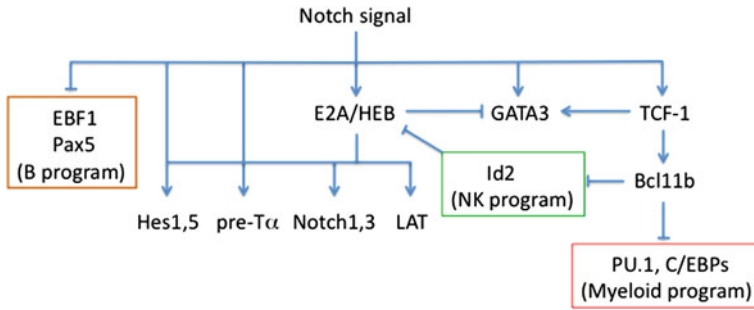 Notch signal
EBF1
Pax5
(B program)
E2A/HEB
GATA3
TCF-1
Id2
(NK program)
Bcl11b
Hes1,5
pre-Tα
Notch1,3
LAT
PU.1, C/EBPs
(Myeloid program)